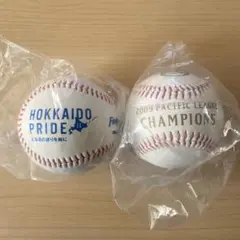 HOKKAIDO
PRIDE
2009 PACIFIC LEAGUE
CHAMPIONS